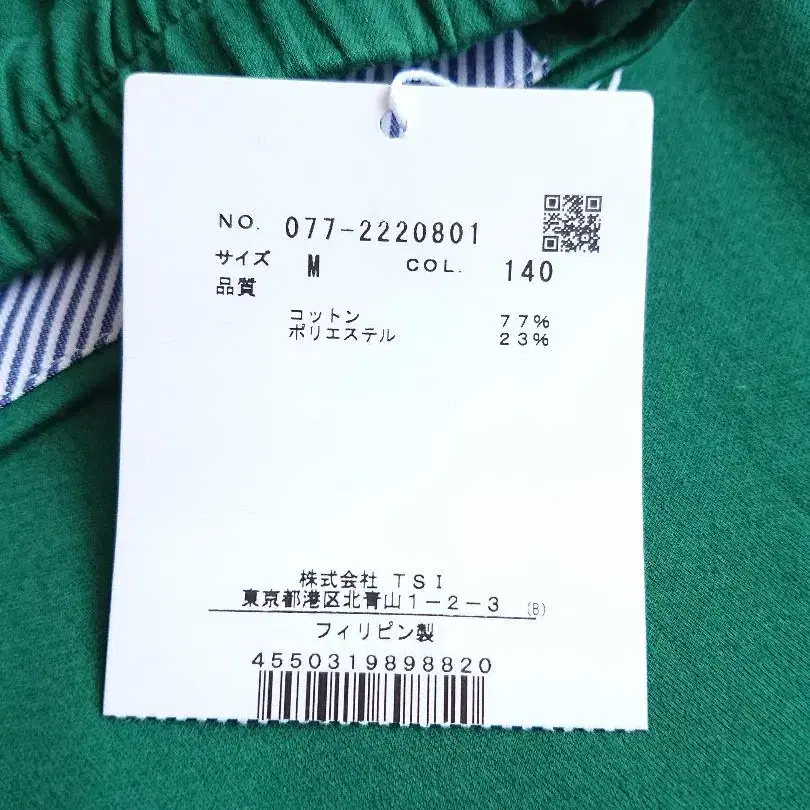 NO. 077-2220801
サイズ M COL. 140
品質
コットン 77%
ポリエステル 23%
株式会社 TSI
東京都港区北青山1-2-3 (B)
フィリピン製
4550319898820